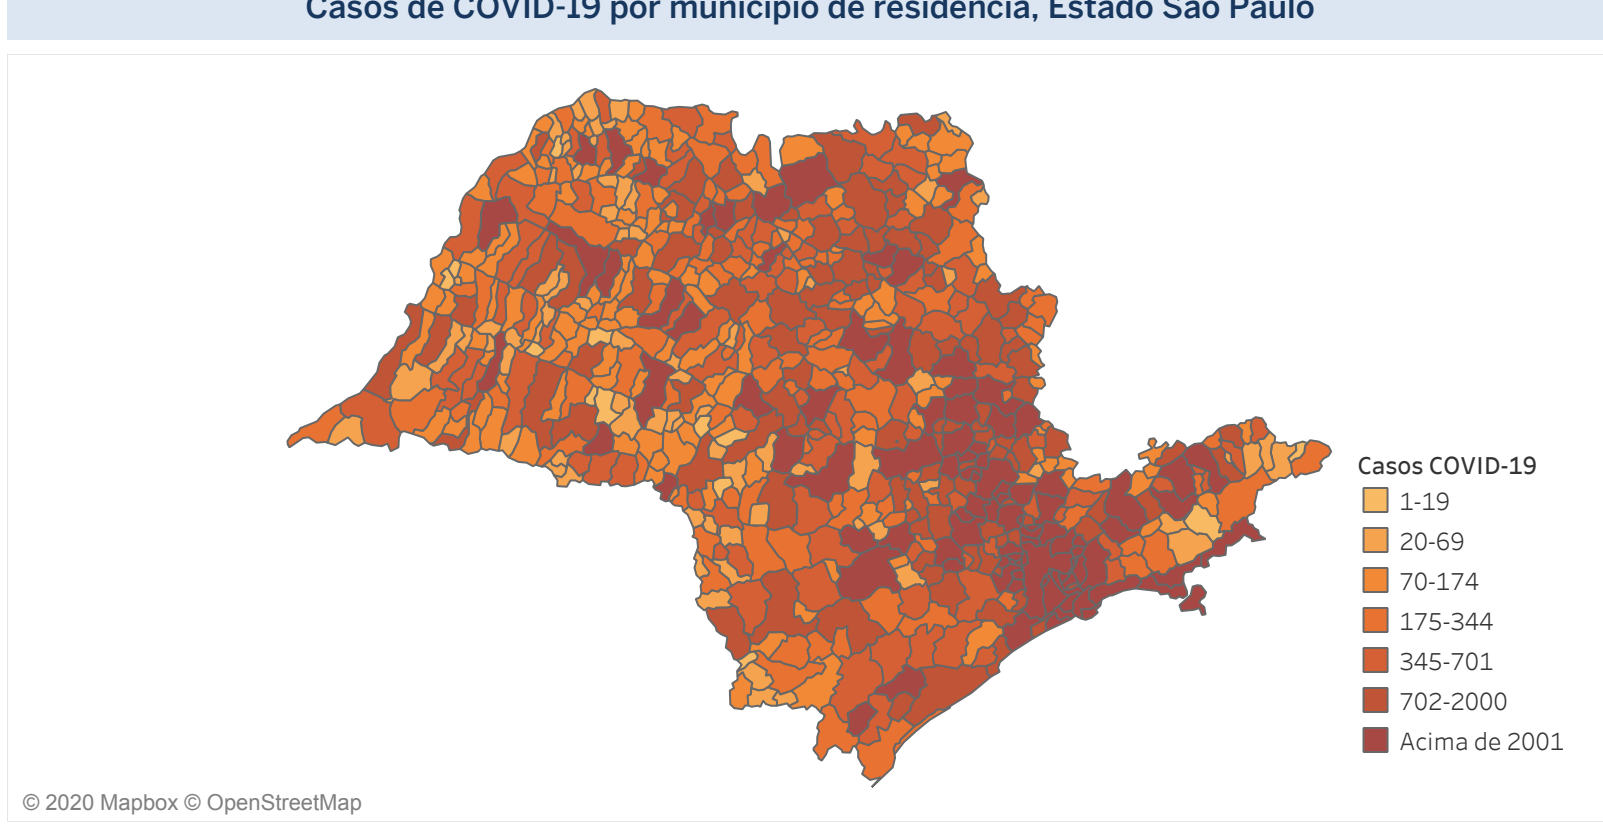 Casos de COVID-19 por município de residência, Estado São Paulo
Casos COVID-19
1-19
20-69
70-174
175-344
345-701
702-2000
Acima de 2001
© 2020 Mapbox © OpenStreetMap